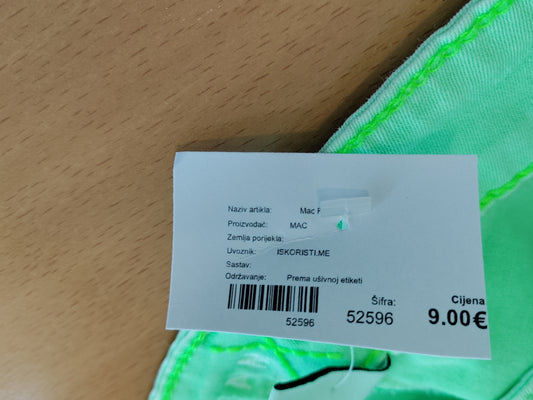 Naziv artikla: Mac
Proizvođač: MAC
Zemlja porijekla:
Uvoznik: ISKORISTI.ME
Sastav:
Održavanje: Prema ušivnoj etiketi
Šifra: Cijena
52596 52596 9.00€